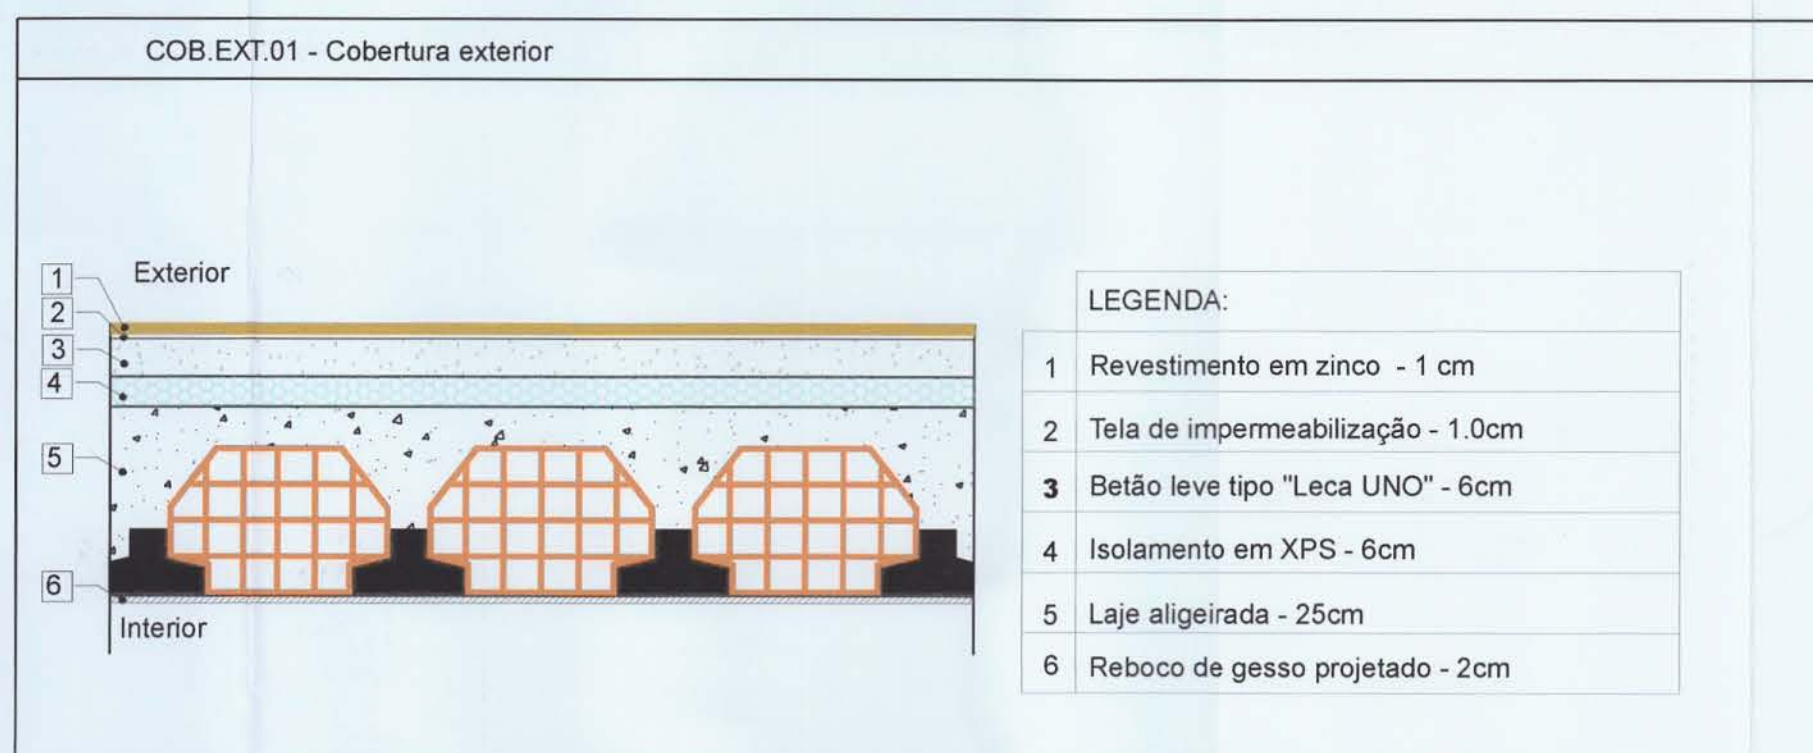 COB.EXT.01 - Cobertura exterior
Exterior
1
2
3
4
5
6
Interior
LEGENDA:
1 Revestimento em zinco - 1 cm
2 Tela de impermeabilização - 1.0cm
3 Betão leve tipo "Leca UNO" - 6cm
4 Isolamento em XPS - 6cm
5 Laje aligeirada - 25cm
6 Reboco de gesso projetado - 2cm